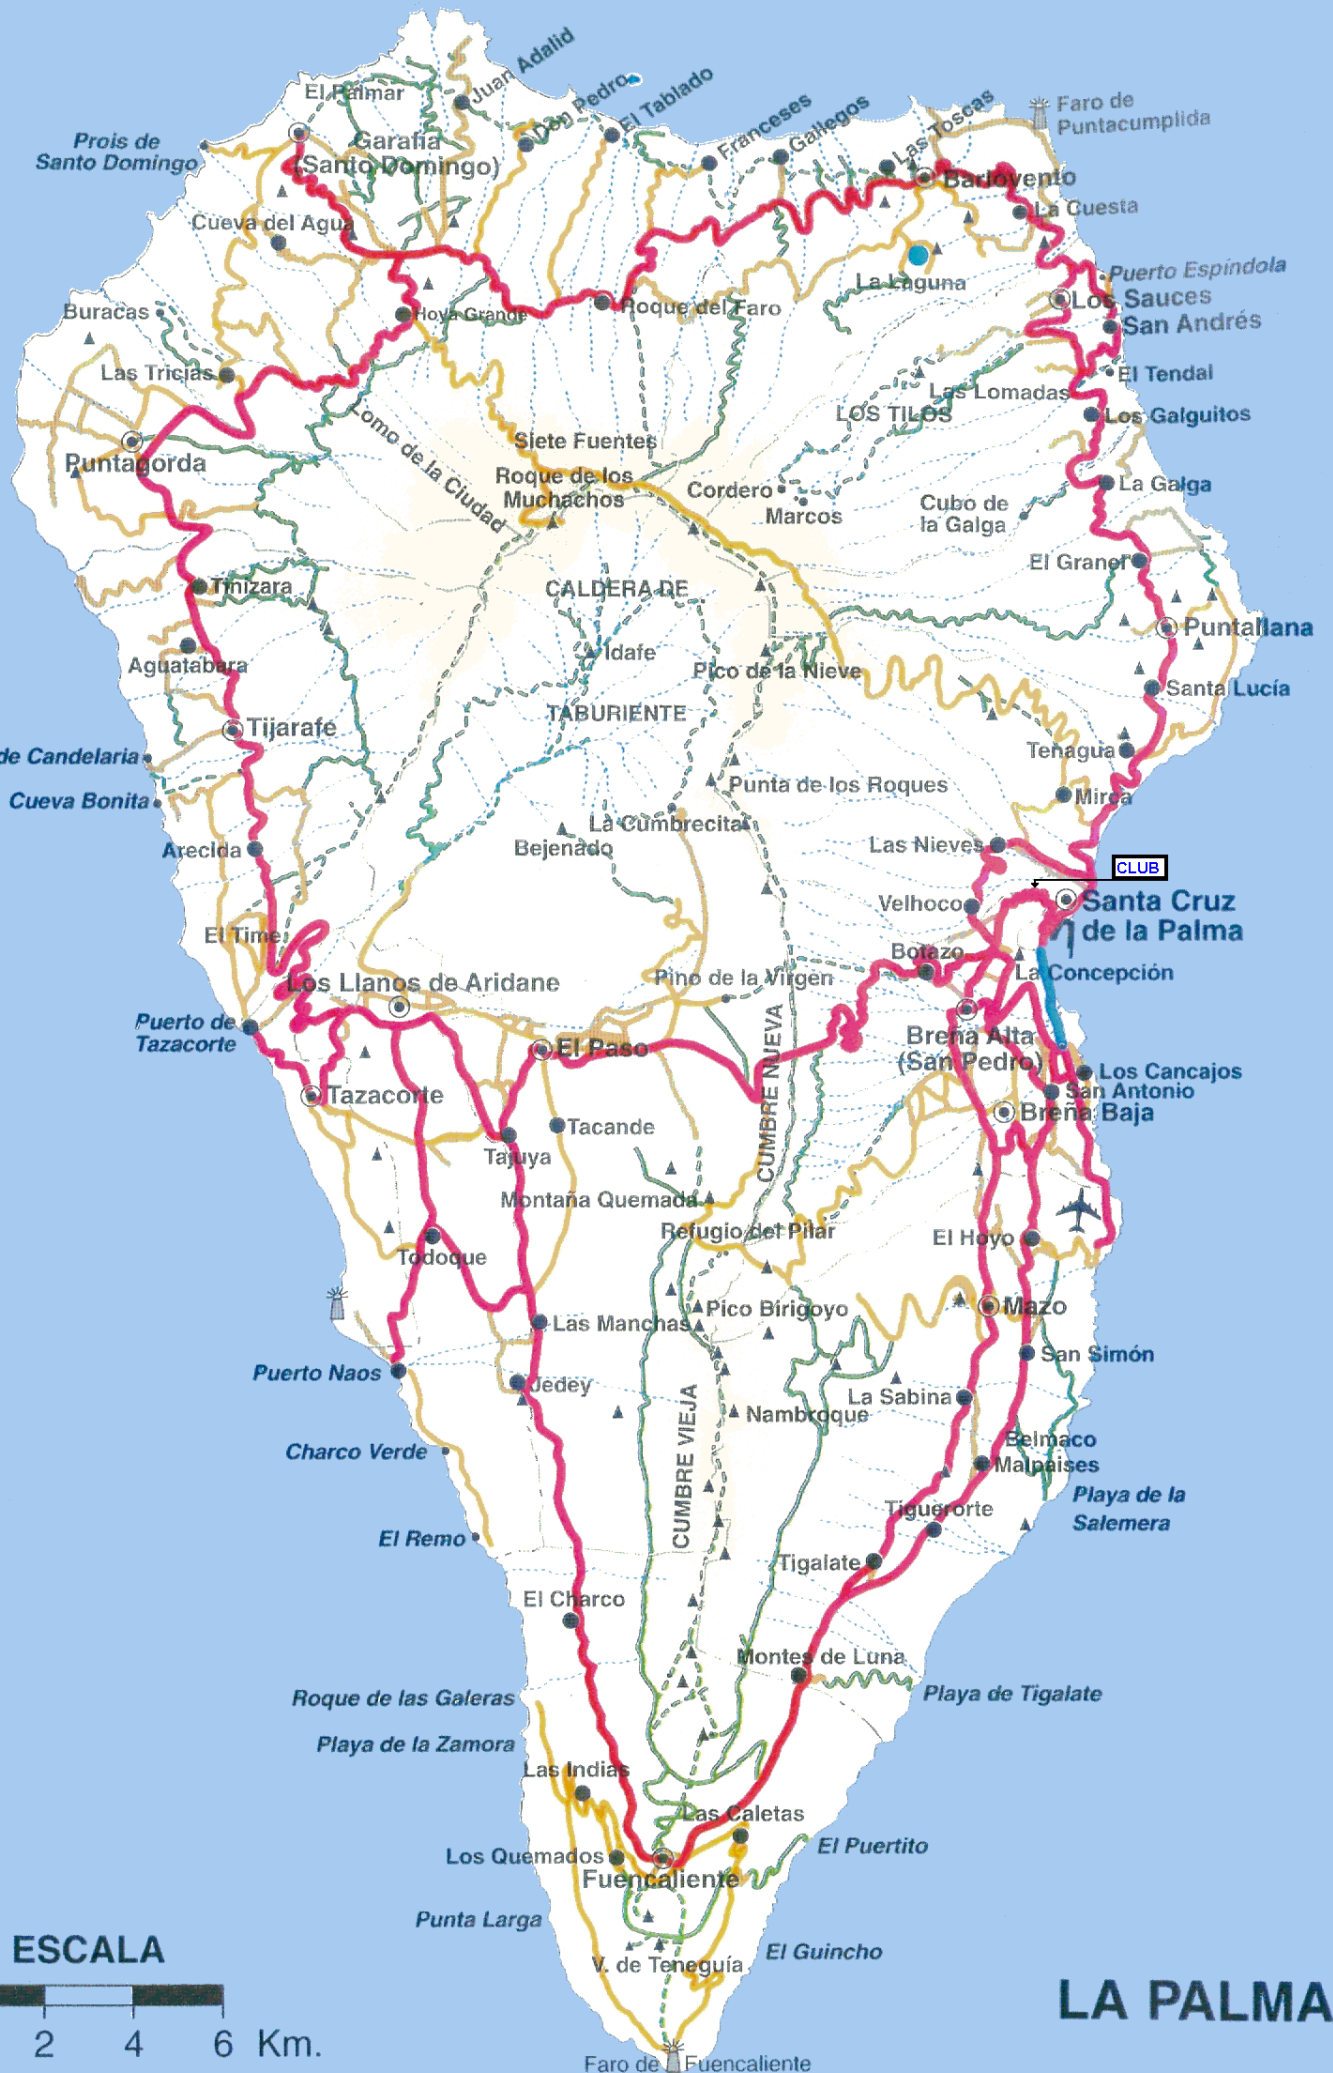 Juan Adalid
El Palmar
Don Pedro
El Tablado
Franceses
Gallegos
Las Toscas
Faro de
Puntacumplida
Prois de
Santo Domingo
Garafía
(Santo Domingo)
Barlovento
La Cuesta
Cueva del Agua
La Laguna
Puerto Espíndola
Los Sauces
San Andrés
Buracas
Hoya Grande
Roque del Faro
Las Tricias
El Tendal
Las Lomadas
LOS TILOS
Los Galguitos
Lomo de la Ciudad
Siete Fuentes
Puntagorda
Roque de los
Muchachos
Cordero
Marcos
Cubo de
la Galga
La Galga
El Granel
Tinizara
CALDERA DE
Puntallana
Idafe
Aguatabara
Pico de la Nieve
Santa Lucía
TABURIENTE
Tijarafe
Tenagua
de Candelaria
Cueva Bonita
Punta de los Roques
Mirca
La Cumbrecita
Bejenado
Arecida
Las Nieves
CLUB
Velhoco
Santa Cruz
de la Palma
El Time
Botazo
La Concepción
Los Llanos de Aridane
Pino de la Virgen
Puerto de
Tazacorte
El Paso
CUMBRE NUEVA
Breña Alta
(San Pedro)
Los Cancajos
San Antonio
Tazacorte
Breña Baja
Tacande
Tajuya
Montaña Quemada
Refugio del Pilar
El Hoyo
Todoque
Pico Birigoyo
Mazo
Las Manchas
San Simón
Puerto Naos
Jedey
La Sabina
Nambroque
CUMBRE VIEJA
Charco Verde
Belmaco
Malpaises
Playa de la
Salemera
Tiguerorte
El Remo
Tigalate
El Charco
Montes de Luna
Roque de las Galeras
Playa de Tigalate
Playa de la Zamora
Las Indias
Las Caletas
El Puertito
Los Quemados
Fuencaliente
Punta Larga
El Guincho
V. de Teneguía
ESCALA
2 4 6 Km.
LA PALMA
Faro de Fuencaliente